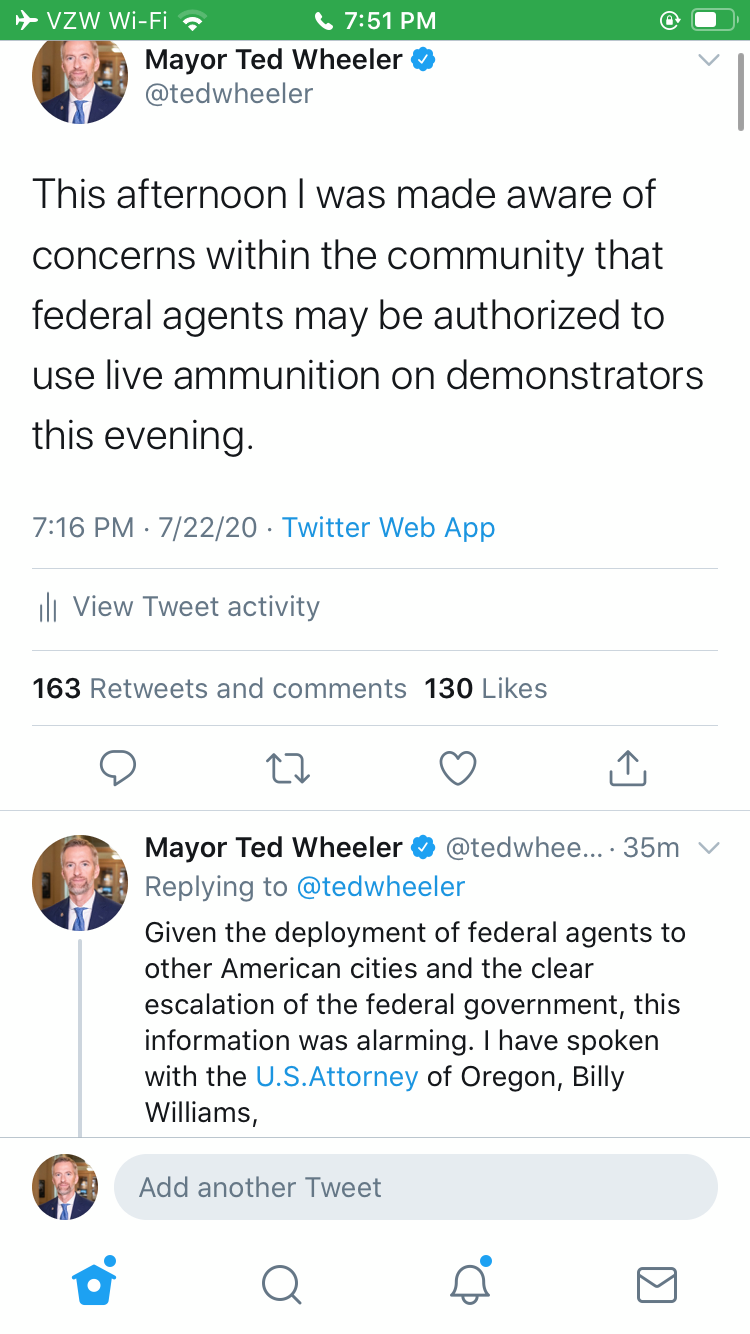 VZW Wi-Fi 7:51 PM
Mayor Ted Wheeler
@tedwheeler
This afternoon I was made aware of
concerns within the community that
federal agents may be authorized to
use live ammunition on demonstrators
this evening.
7:16 PM · 7/22/20 · Twitter Web App
View Tweet activity
163 Retweets and comments 130 Likes
Mayor Ted Wheeler @tedwhee... · 35m
Replying to @tedwheeler
Given the deployment of federal agents to
other American cities and the clear
escalation of the federal government, this
information was alarming. I have spoken
with the U.S.Attorney of Oregon, Billy
Williams,
Add another Tweet